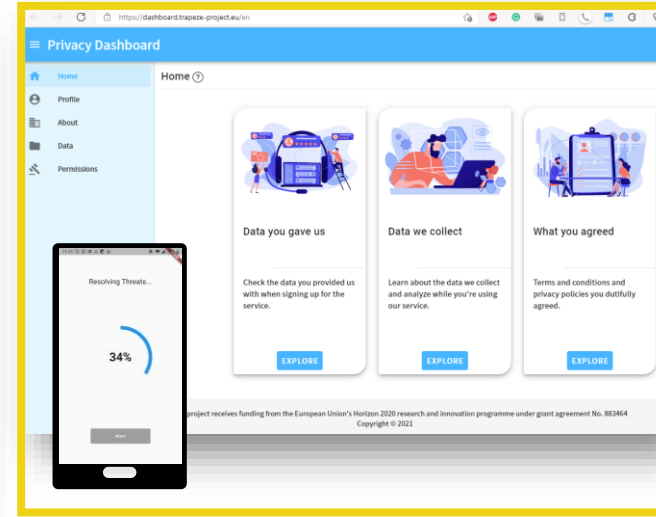 https://dashboard.trapeze-project.eu/en
Privacy Dashboard
Home
Profile
About
Data
Permissions
Home
Data you gave us
Check the data you provided us
with when signing up for the
service.
EXPLORE
Data we collect
Learn about the data we collect
and analyze while you're using
our service.
EXPLORE
What you agreed
Terms and conditions and
privacy policies you dutifully
agreed.
EXPLORE
project receives funding from the European Union's Horizon 2020 research and innovation programme under grant agreement No. 883464
Copyright © 2021
Resolving Threats...
34%